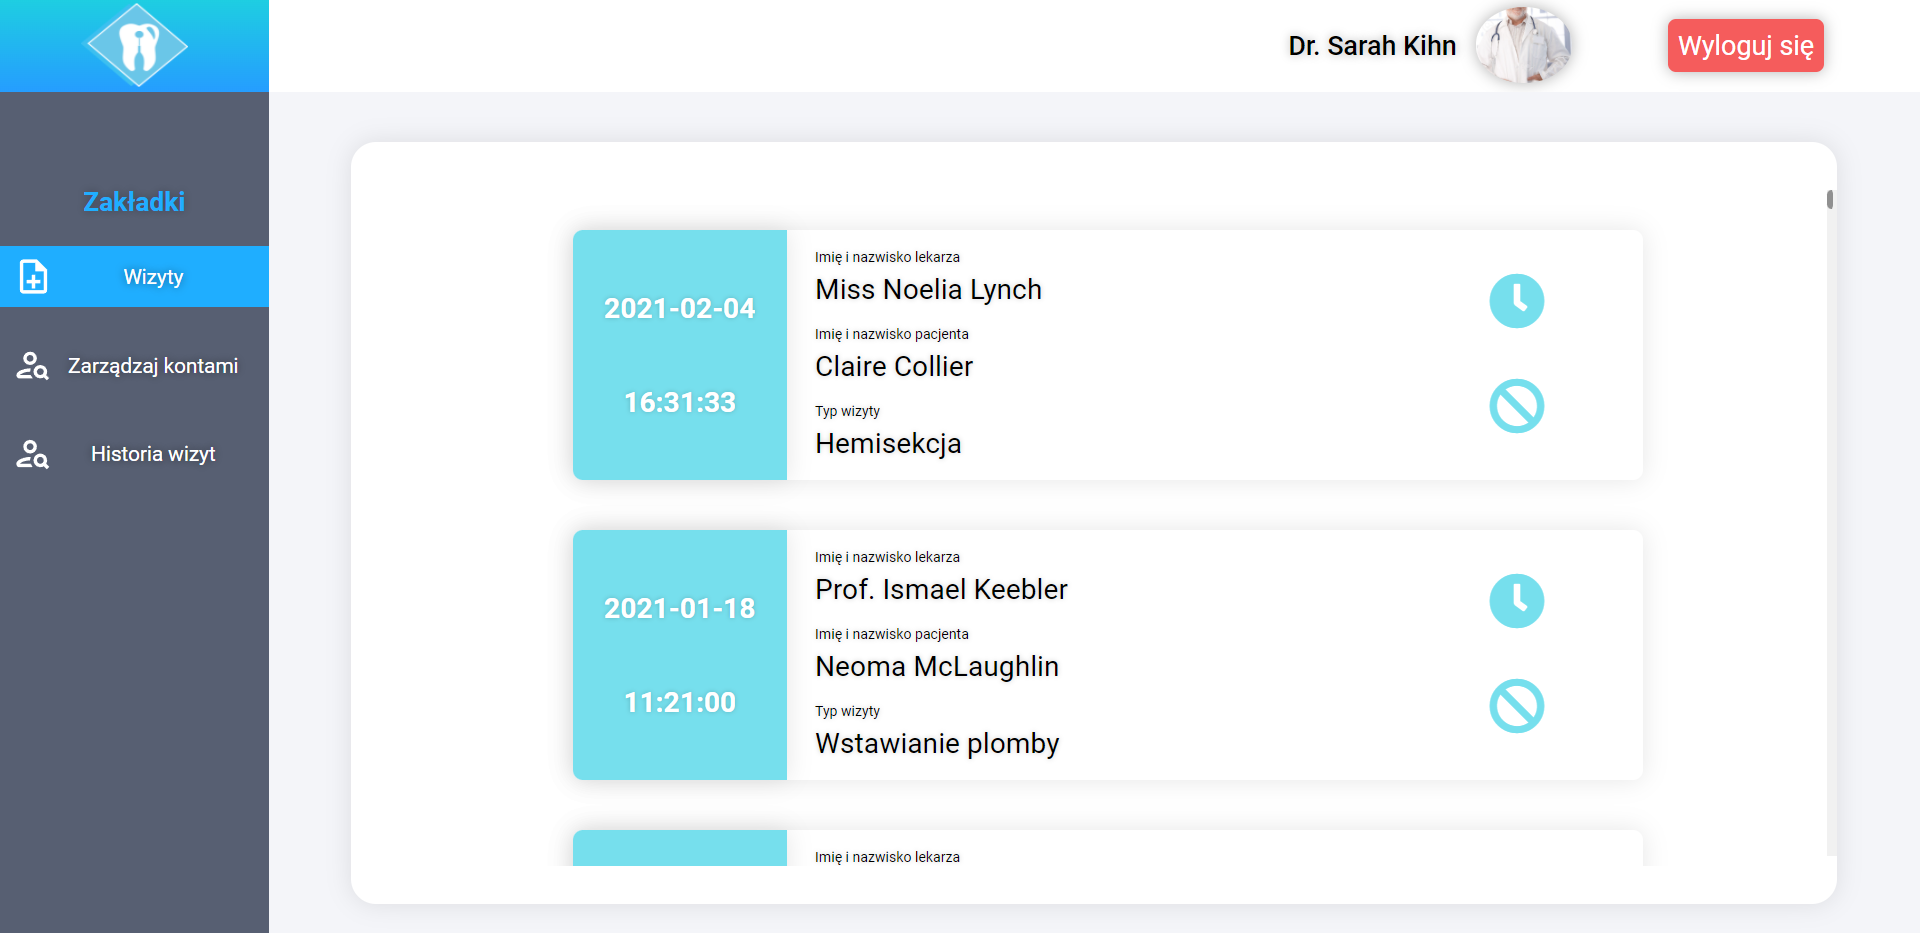 Dr. Sarah Kihn
Wyloguj się
Zakładki
Wizyty
Zarządzaj kontami
Historia wizyt
2021-02-04
16:31:33
Imię i nazwisko lekarza
Miss Noelia Lynch
Imię i nazwisko pacjenta
Claire Collier
Typ wizyty
Hemisekcja
2021-01-18
11:21:00
Imię i nazwisko lekarza
Prof. Ismael Keebler
Imię i nazwisko pacjenta
Neoma McLaughlin
Typ wizyty
Wstawianie plomby
Imię i nazwisko lekarza